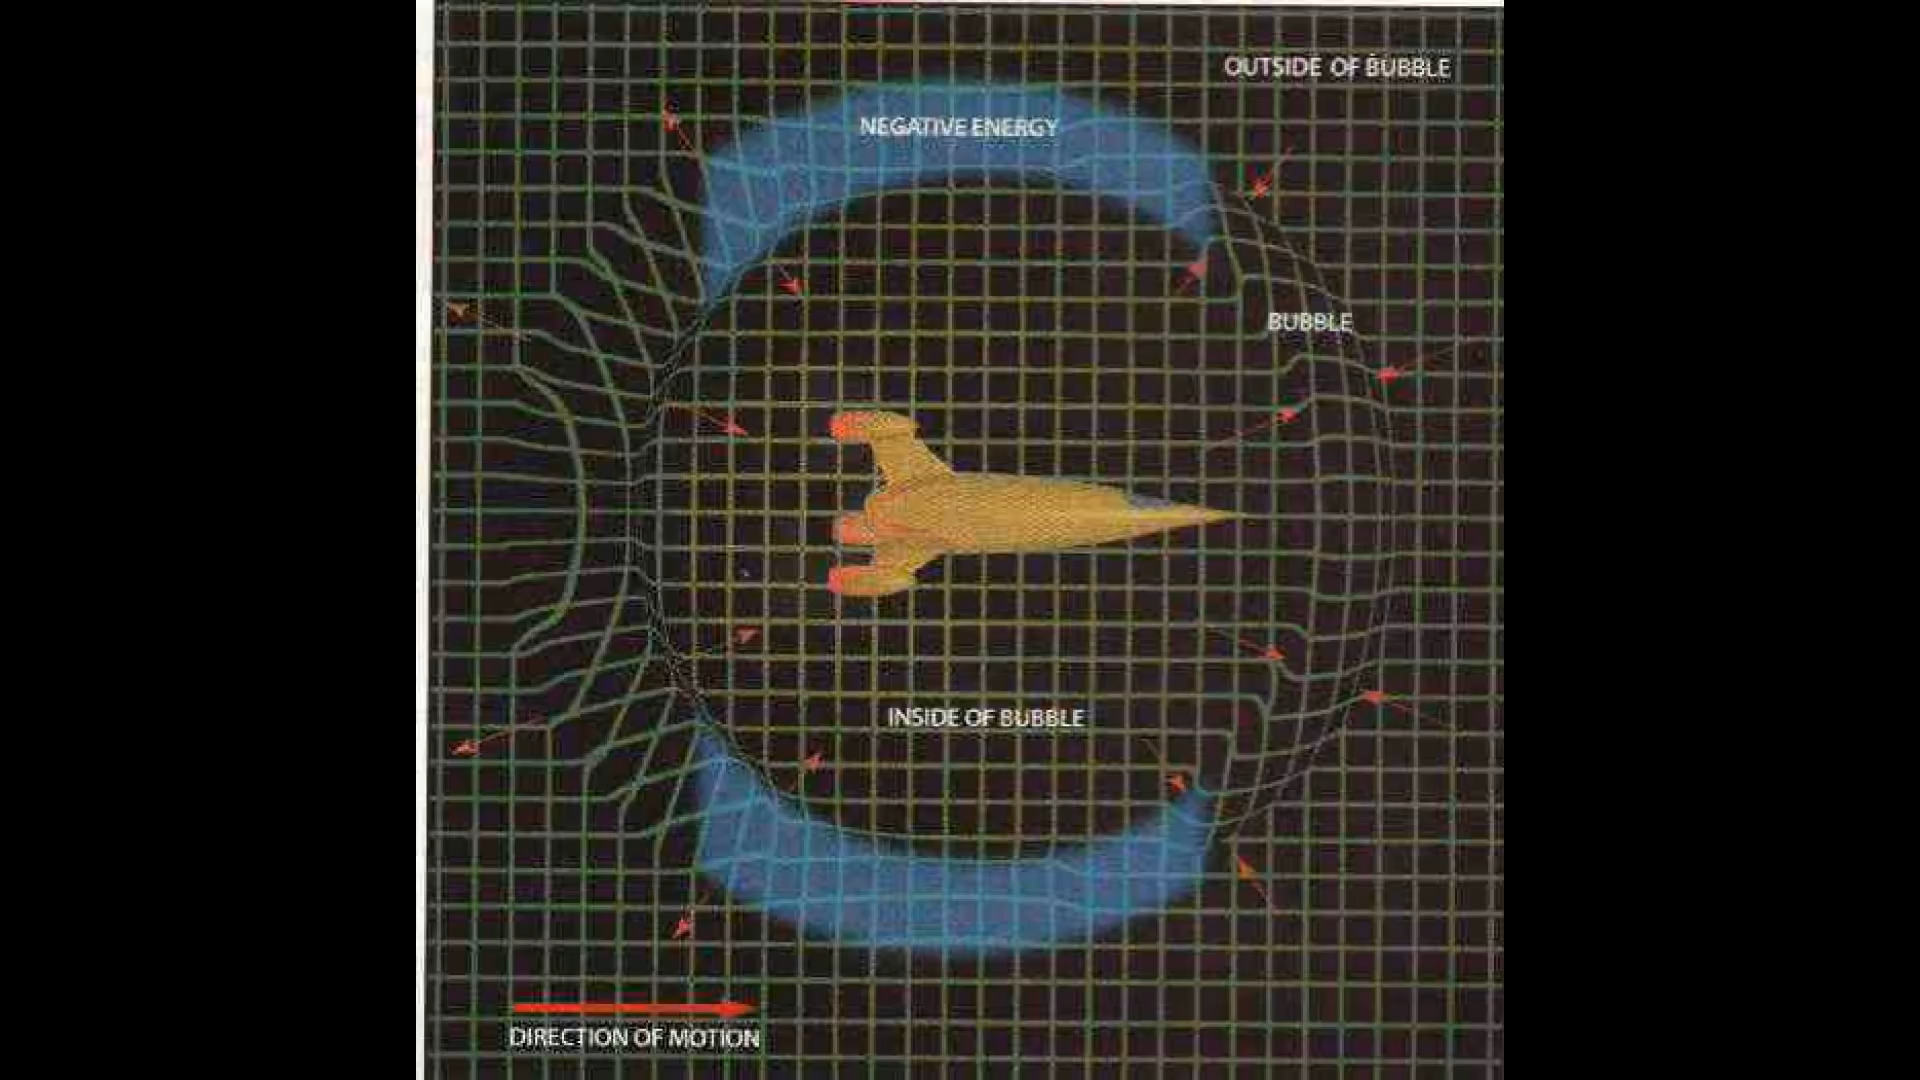 OUTSIDE OF BUBBLE
NEGATIVE ENERGY
BUBBLE
INSIDE OF BUBBLE
DIRECTION OF MOTION